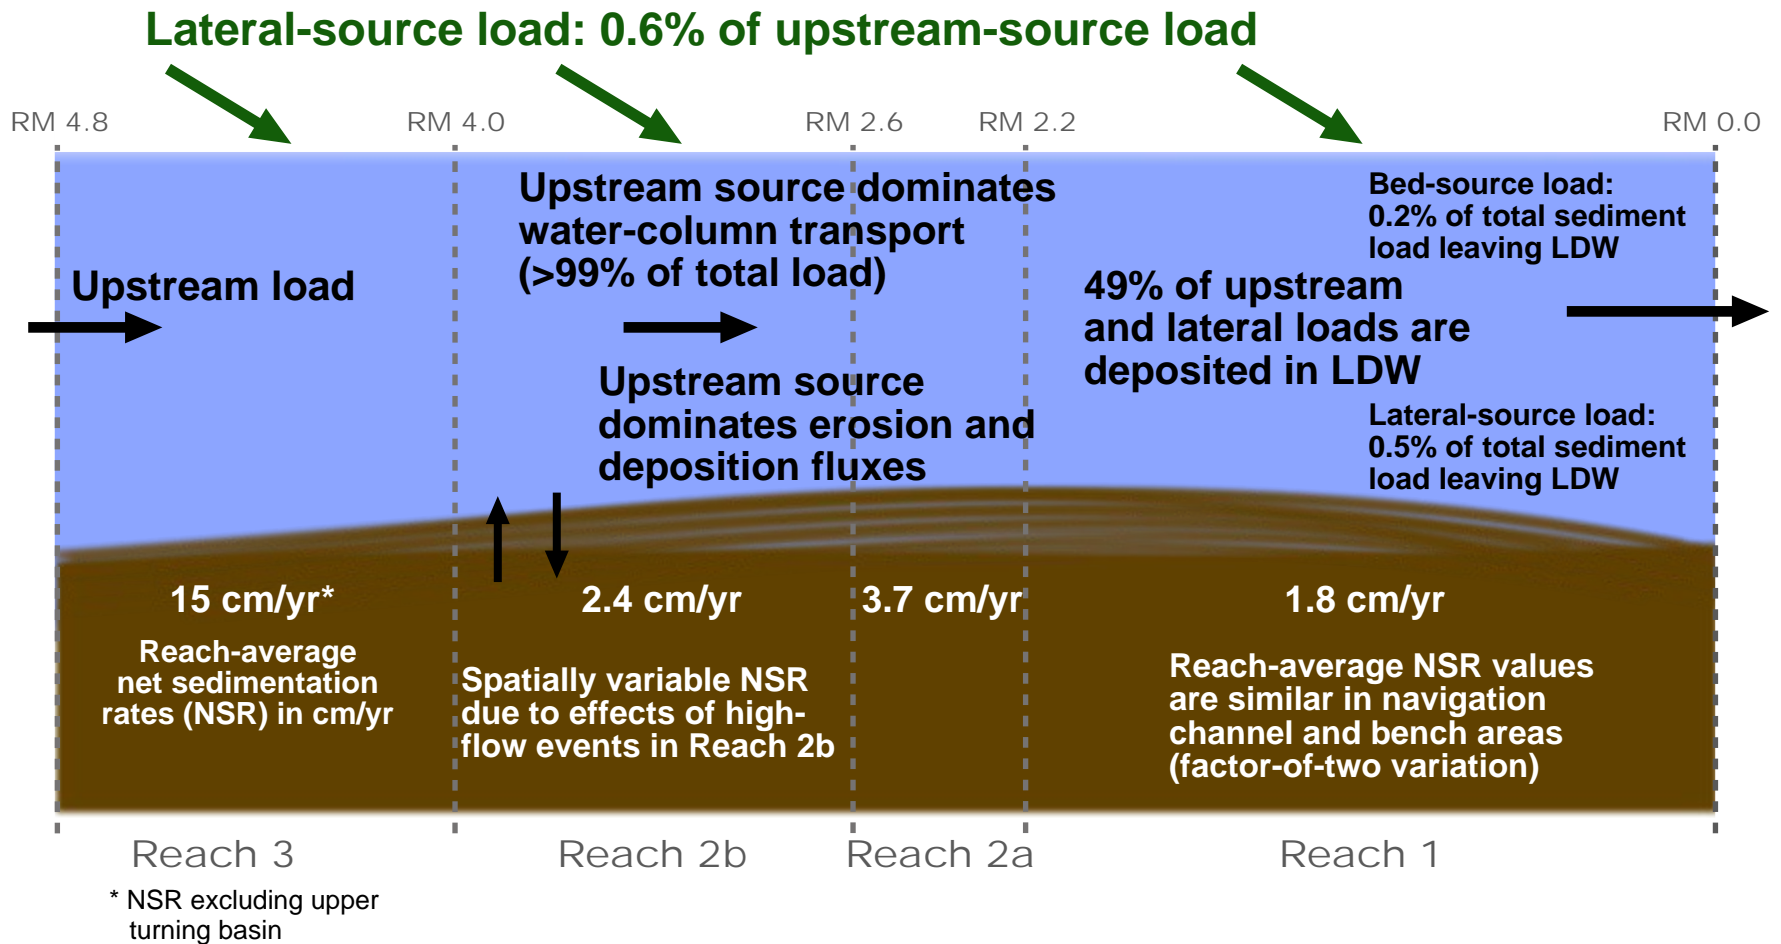 Lateral-source load: 0.6% of upstream-source load
RM 4.8
RM 4.0
RM 2.6
RM 2.2
RM 0.0
Upstream load
Upstream source dominates
water-column transport
(>99% of total load)
Upstream source
dominates erosion and
deposition fluxes
Bed-source load:
0.2% of total sediment
load leaving LDW
49% of upstream
and lateral loads are
deposited in LDW
Lateral-source load:
0.5% of total sediment
load leaving LDW
15 cm/yr*
2.4 cm/yr
3.7 cm/yr
1.8 cm/yr
Reach-average
net sedimentation
rates (NSR) in cm/yr
Spatially variable NSR
due to effects of high-
flow events in Reach 2b
Reach-average NSR values
are similar in navigation
channel and bench areas
(factor-of-two variation)
Reach 3
Reach 2b
Reach 2a
Reach 1
* NSR excluding upper
turning basin